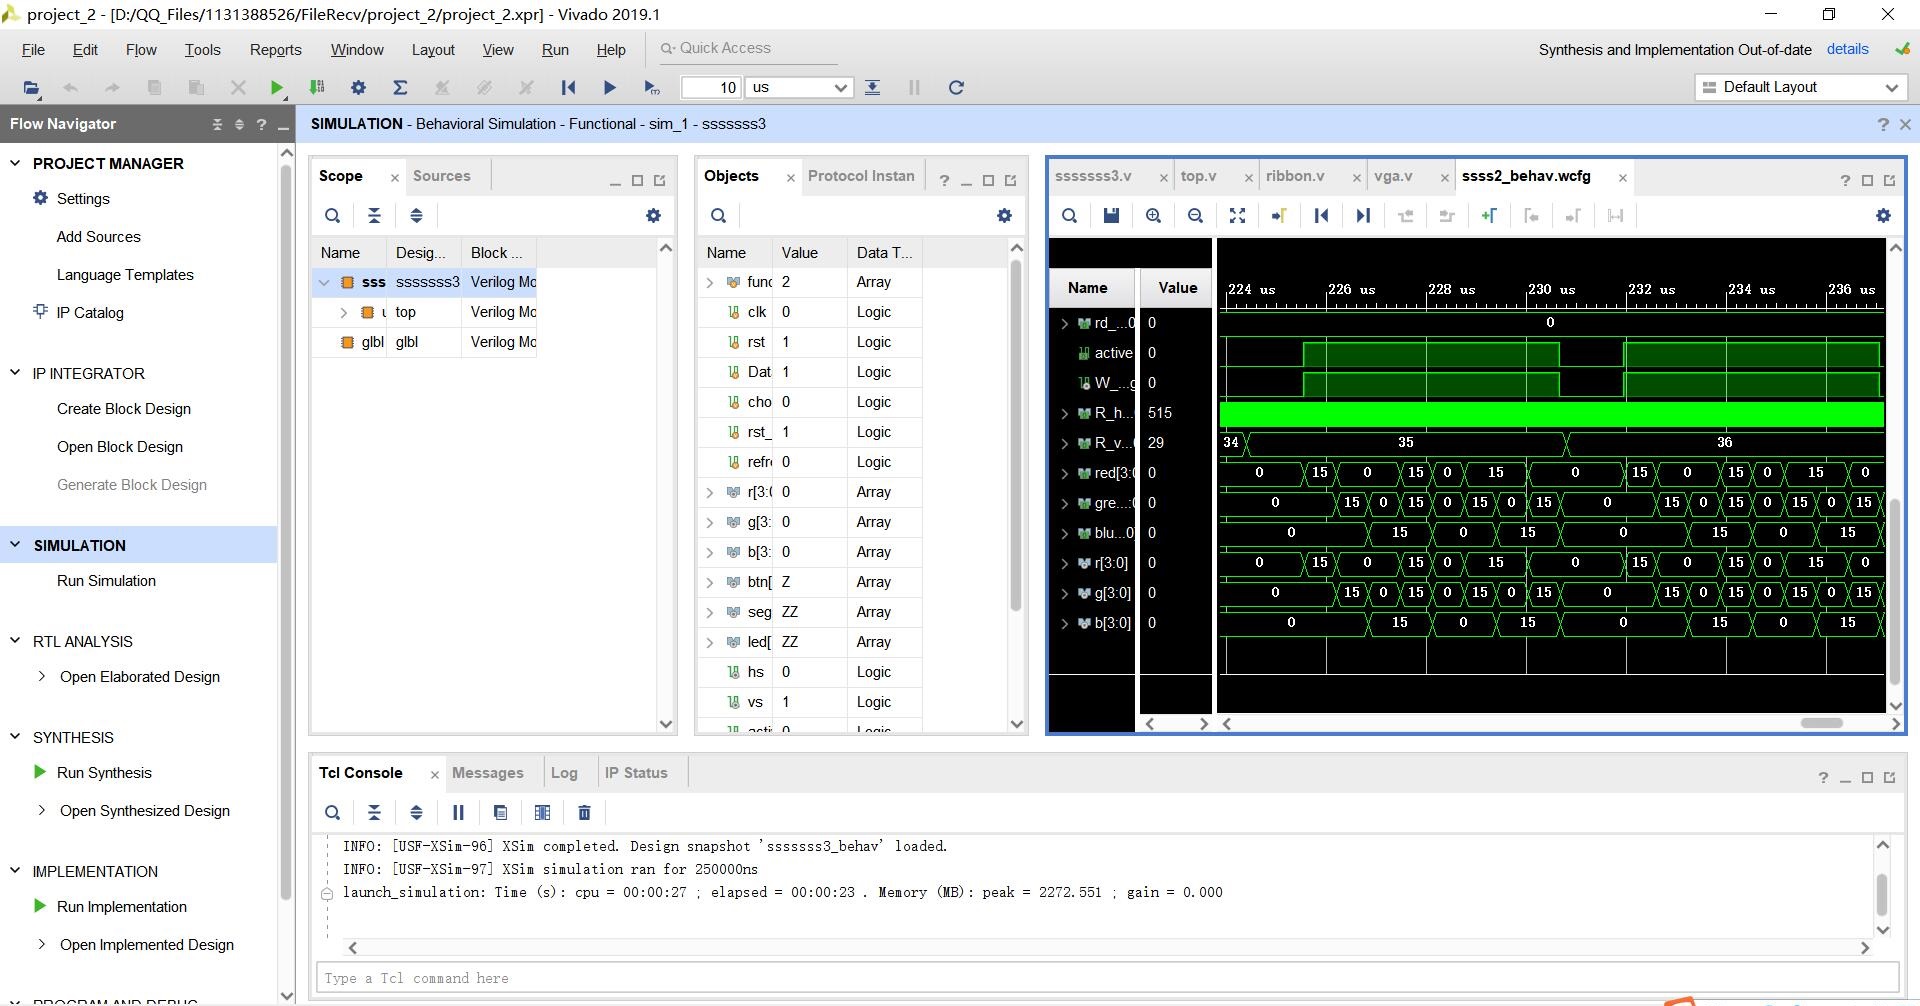 project_2 - [D:/QQ_Files/1131388526/FileRecv/project_2/project_2.xpr] - Vivado 2019.1
File Edit Flow Tools Reports Window Layout View Run Help Quick Access
Synthesis and Implementation Out-of-date details
10 us
Default Layout
Flow Navigator
PROJECT MANAGER
Settings
Add Sources
Language Templates
IP Catalog
IP INTEGRATOR
Create Block Design
Open Block Design
Generate Block Design
SIMULATION
Run Simulation
RTL ANALYSIS
Open Elaborated Design
SYNTHESIS
Run Synthesis
Open Synthesized Design
IMPLEMENTATION
Run Implementation
Open Implemented Design
PROGRAM AND DEBUG
SIMULATION - Behavioral Simulation - Functional - sim_1 - sssssss3
Scope Sources
Name Desig... Block ...
sss sssssss3 Verilog Mo
u top Verilog Mo
glbl glbl Verilog Mo
Objects Protocol Instan
Name Value Data T...
func 2 Array
clk 0 Logic
rst 1 Logic
Dat 1 Logic
cho 0 Logic
rst_ 1 Logic
refr 0 Logic
r[3:0 0 Array
g[3: 0 Array
b[3: 0 Array
btn[ Z Array
seg ZZ Array
led[ ZZ Array
hs 0 Logic
vs 1 Logic
acti 0 Logic
sssssss3.v top.v ribbon.v vga.v ssss2_behav.wcfg
Name Value
224 us 226 us 228 us 230 us 232 us 234 us 236 us
rd_...0 0 0
active 0
W_...g 0
R_h... 515
R_v... 29 34 35 36
red[3:0 0 0 15 0 15 0 15 0 15 0 15 0 15 0
gre...:0 0 0 15 0 15 0 15 0 15 0 15 0 15 0 15 0 15
blu...0] 0 0 15 0 15 0 15 0 15
r[3:0] 0 0 15 0 15 0 15 0 15 0 15 0 15 0
g[3:0] 0 0 15 0 15 0 15 0 15 0 15 0 15 0 15 0 15
b[3:0] 0 0 15 0 15 0 15 0 15
Tcl Console Messages Log IP Status
INFO: [USF-XSim-96] XSim completed. Design snapshot 'sssssss3_behav' loaded.
INFO: [USF-XSim-97] XSim simulation ran for 250000ns
launch_simulation: Time (s): cpu = 00:00:27 ; elapsed = 00:00:23 . Memory (MB): peak = 2272.551 ; gain = 0.000
Type a Tcl command here